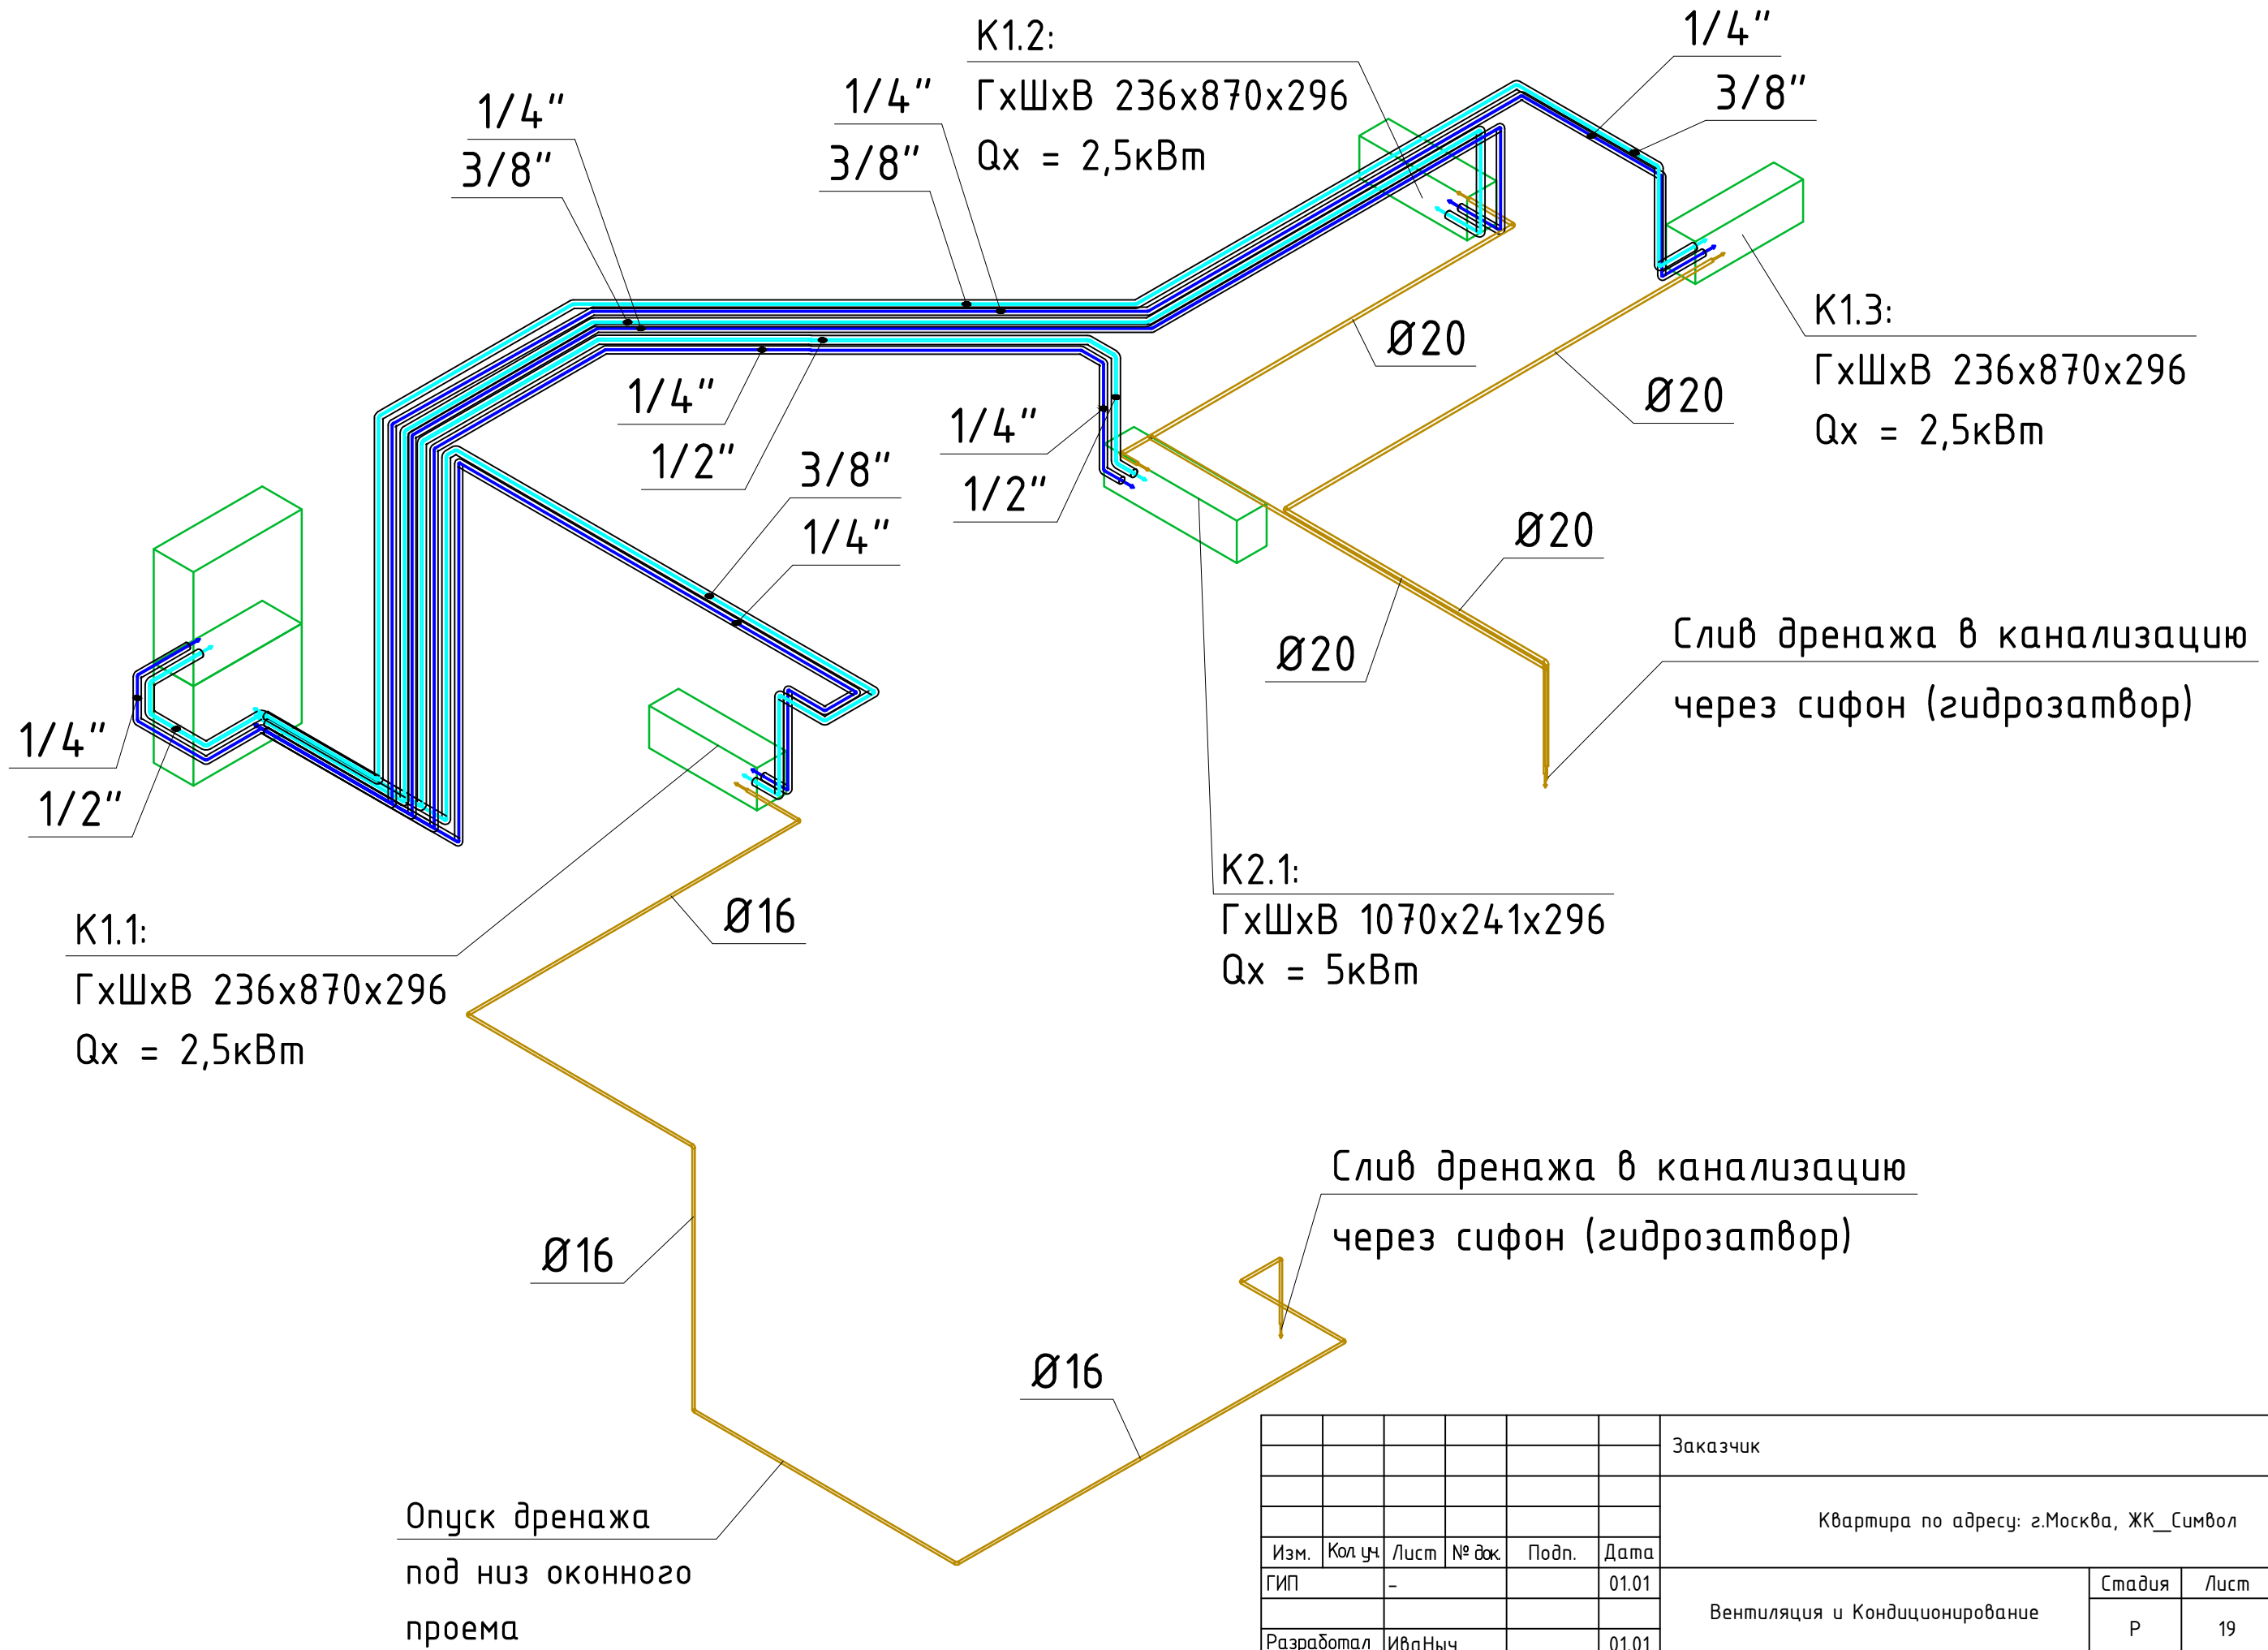 К1.2:
ГхШхВ 236х870х296
Qх = 2,5кВт
1/4"
3/8"
1/4"
3/8"
1/4"
3/8"
К1.3:
ГхШхВ 236х870х296
Qх = 2,5кВт
Ø20
Ø20
1/4"
1/2"
1/4"
1/2"
3/8"
1/4"
Ø20
Ø20
Слив дренажа в канализацию
через сифон (гидрозатвор)
1/4"
1/2"
К2.1:
ГхШхВ 1070х241х296
Qх = 5кВт
К1.1:
ГхШхВ 236х870х296
Qх = 2,5кВт
Ø16
Слив дренажа в канализацию
через сифон (гидрозатвор)
Ø16
Ø16
Опуск дренажа
под низ оконного
проема
Заказчик
Квартира по адресу: г.Москва, ЖК__Символ
Изм. Кол.уч Лист № док. Подп. Дата
ГИП - 01.01
Вентиляция и Кондиционирование
Стадия Лист
Р 19
Разработал ИваНыч 01.01